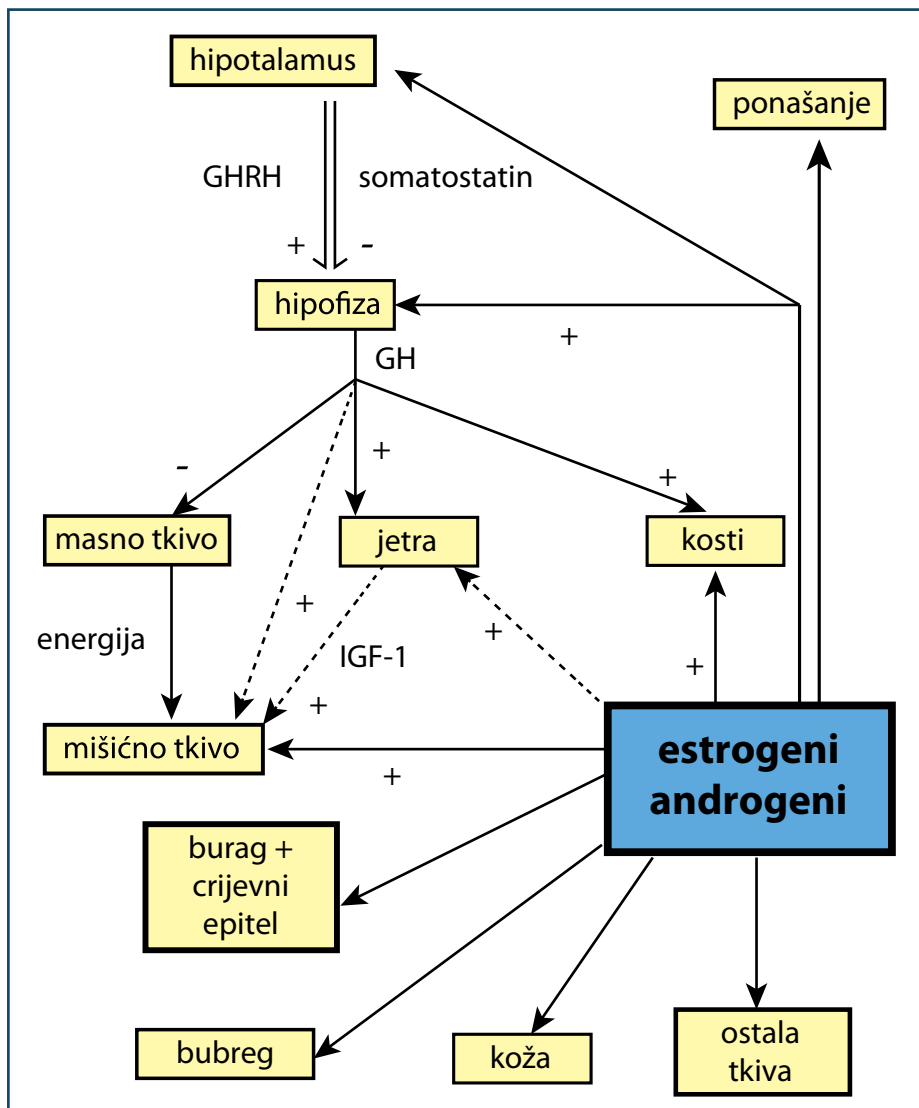 hipotalamus
ponašanje
GHRH
somatostatin
+
-
hipofiza
+
GH
-
+
+
masno tkivo
jetra
kosti
+
+
energija
IGF-1
+
+
mišićno tkivo
+
estrogeni
androgeni
burag +
crijevni
epitel
bubreg
koža
ostala
tkiva